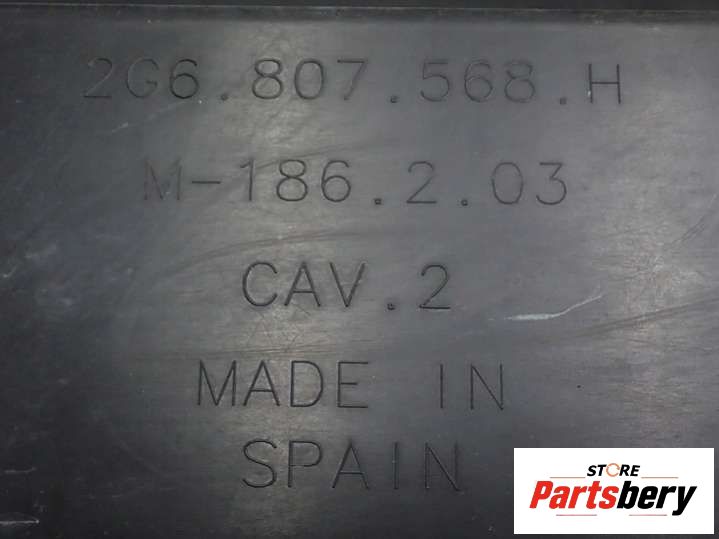 2G6.807.568.H
M-186.2.03
CAV.2
MADE IN
SPAIN
STORE
Partsbery